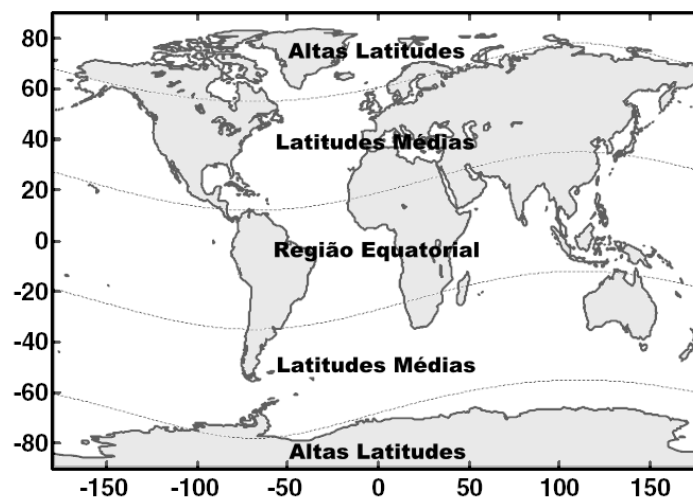 80
Altas Latitudes
60
40
Latitudes Médias
20
0
Região Equatorial
-20
-40
Latitudes Médias
-60
-80
Altas Latitudes
-150 -100 -50 0 50 100 150